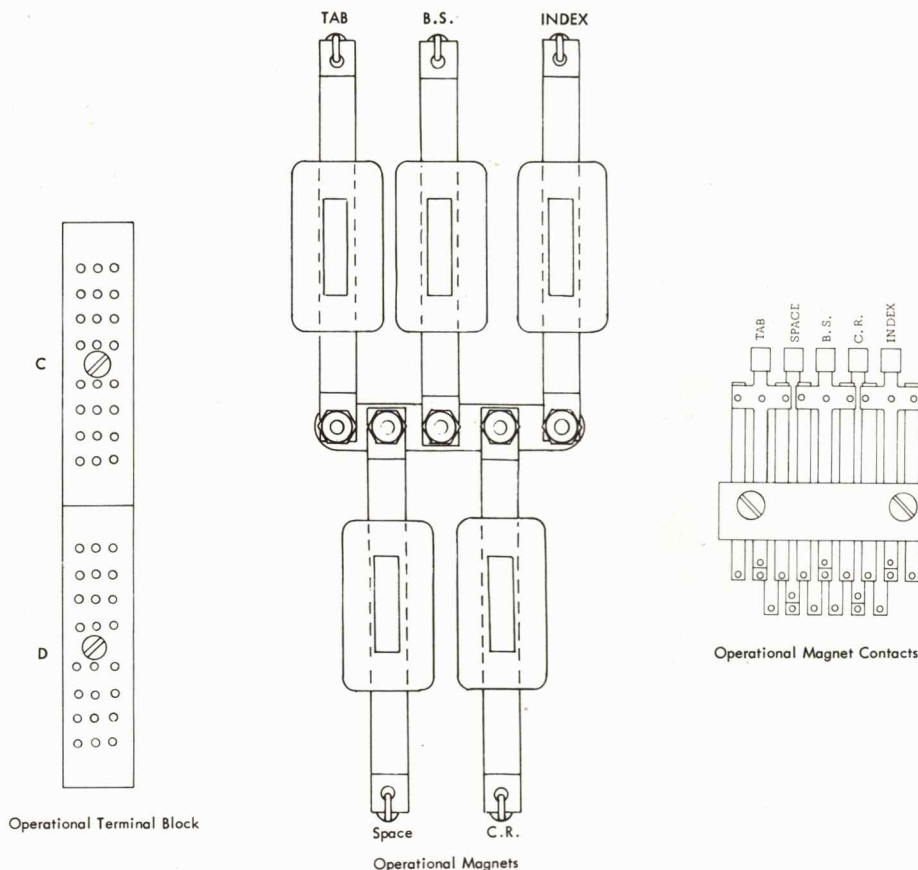 TAB
B.S.
INDEX
C
D
Operational Terminal Block
Space
C.R.
Operational Magnets
TAB
SPACE
B.S.
C.R.
INDEX
Operational Magnet Contacts